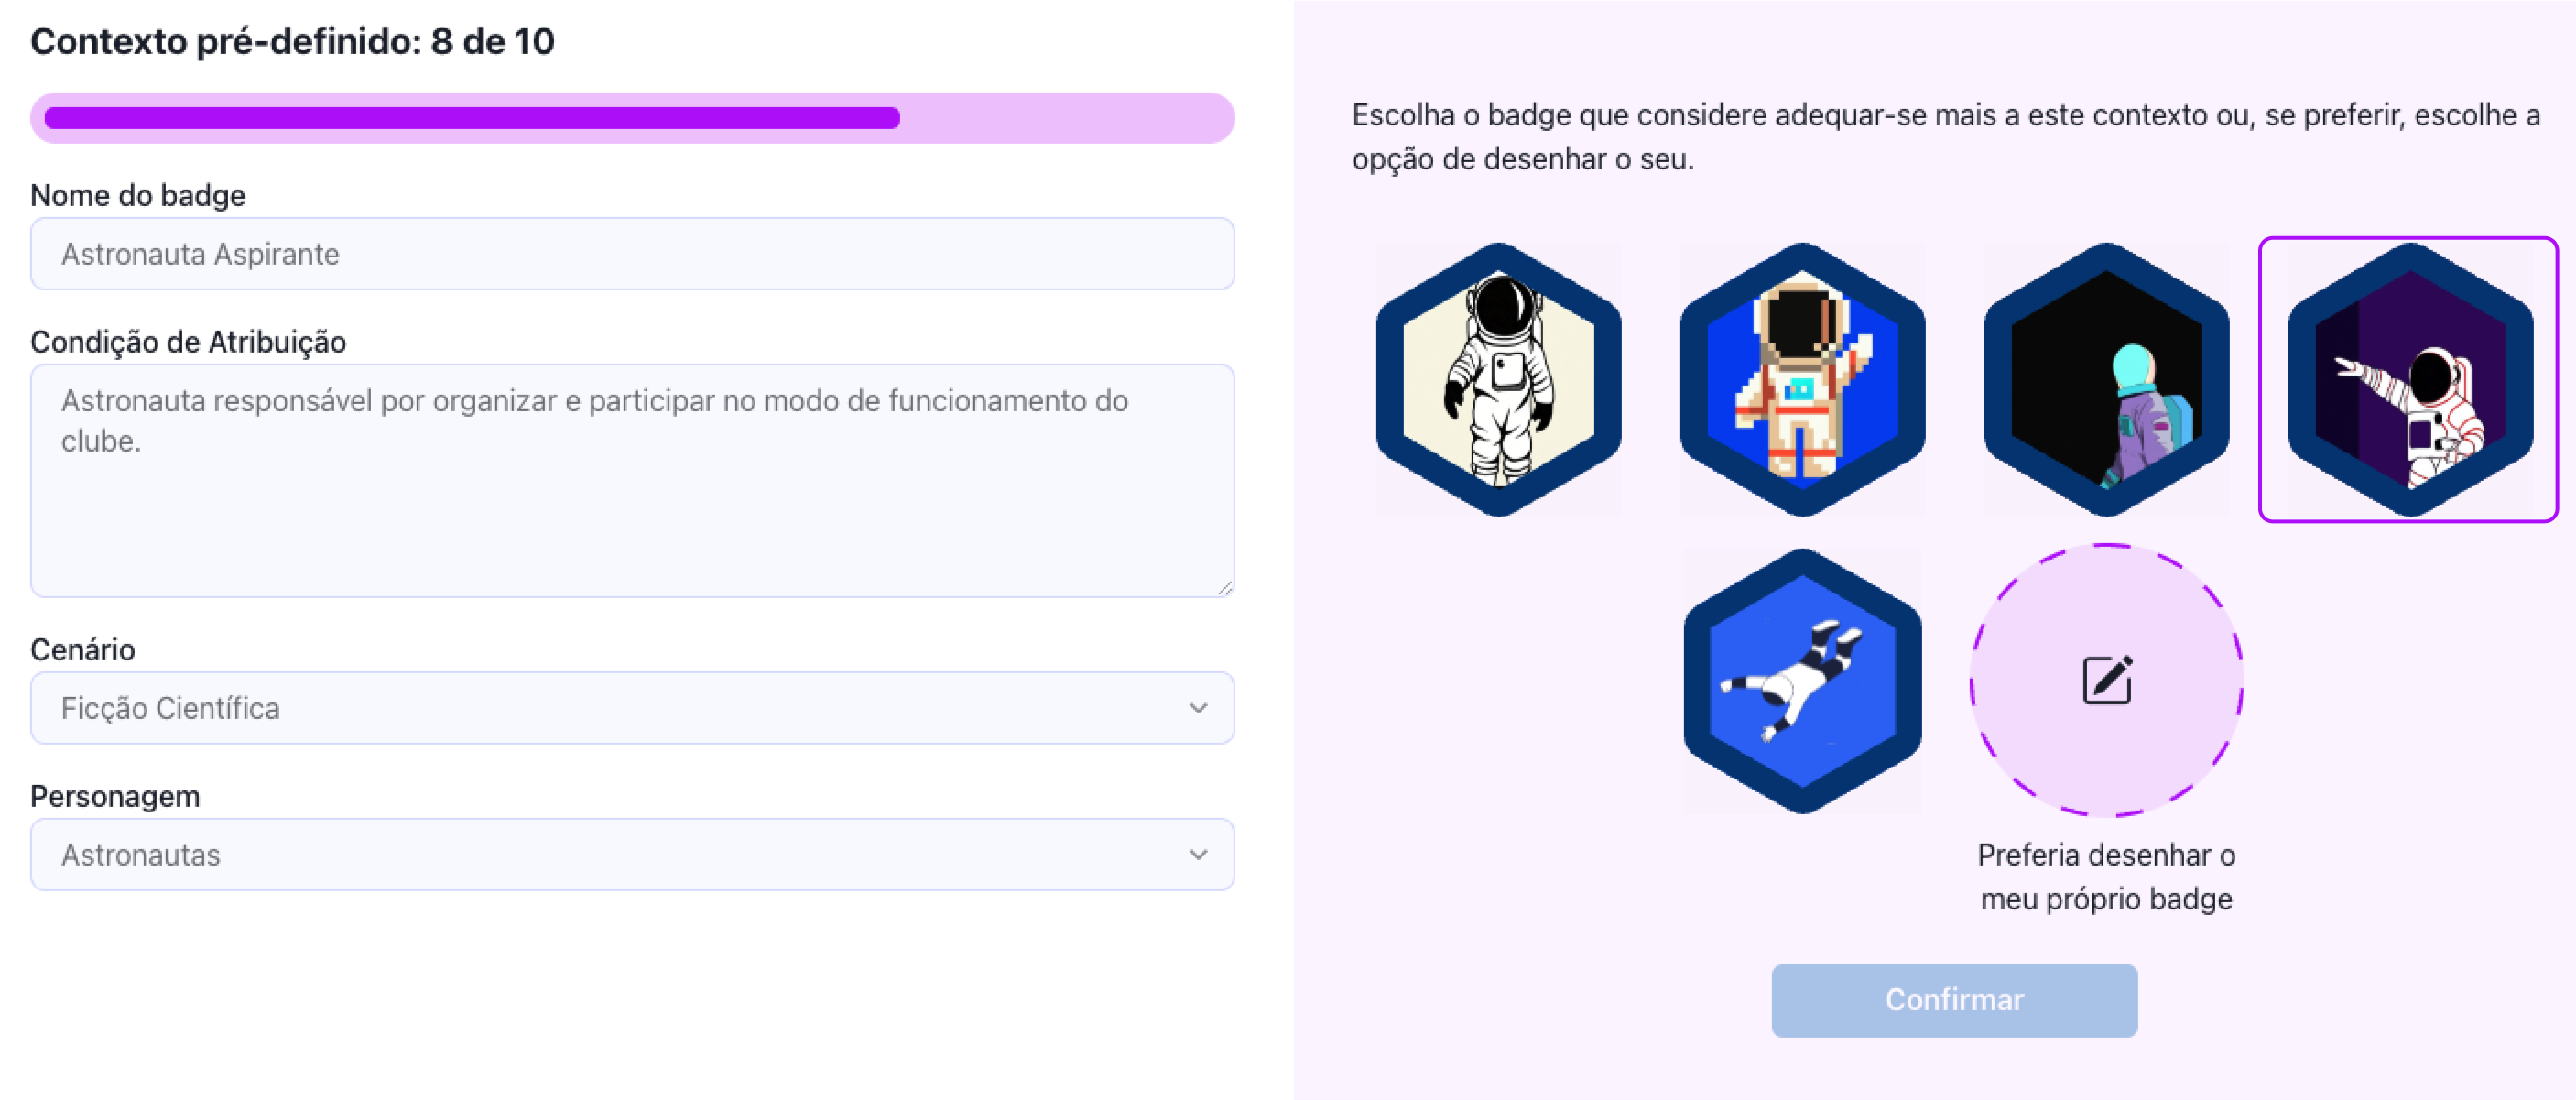 Contexto pré-definido: 8 de 10
Nome do badge
Astronauta Aspirante
Condição de Atribuição
Astronauta responsável por organizar e participar no modo de funcionamento do
clube.
Cenário
Ficção Científica
Personagem
Astronautas
Escolha o badge que considere adequar-se mais a este contexto ou, se preferir, escolhe a
opção de desenhar o seu.
Preferia desenhar o
meu próprio badge
Confirmar